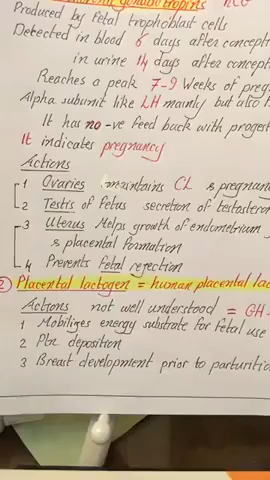 gonadotropins HCG
Produced by fetal trophoblast cells
Detected in blood 6 days after concept
in urine 14 days after concep
Reaches a peak 7-9 Weeks of preg
Alpha subunit like LH mainly but also
It has no -ve feed back with progest
It indicates pregnancy
Actions
1 Ovaries maintains CL & pregnan
2 Testis of fetus secretion of testosteron
3 Uterus Helps growth of endometrium
& placental formation
4 Prevents fetal rejection
2 Placental lactogen = human placental lac
Actions not well understood = GH
1 Mobilizes energy substrate for fetal use
2 Ptn deposition
3 Breast development prior to parturitio